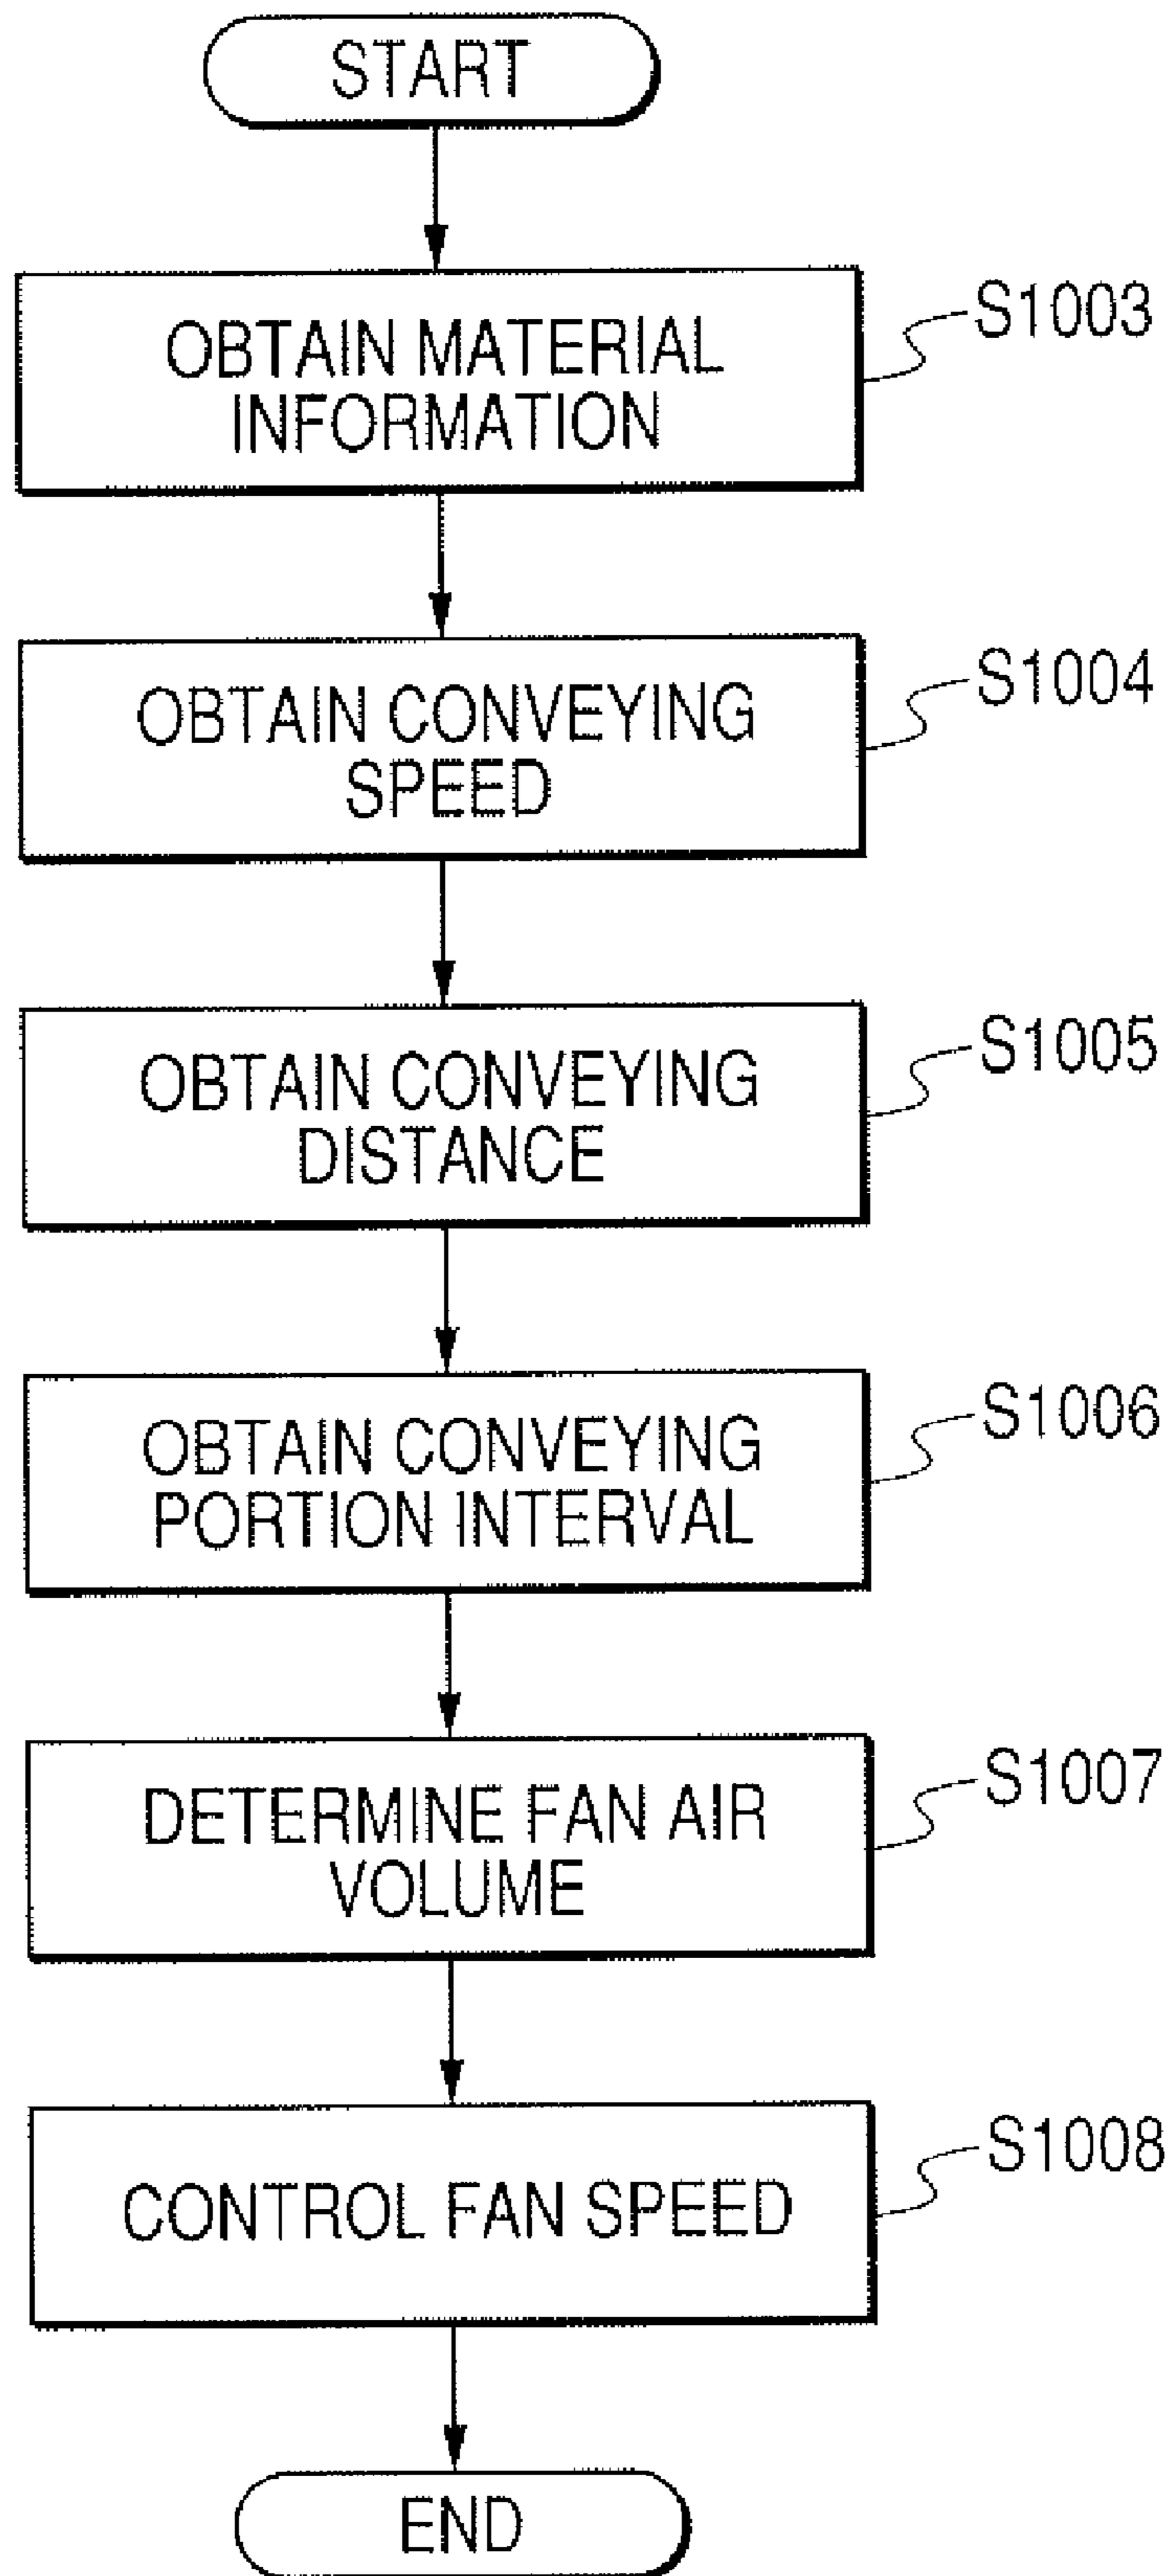 START
OBTAIN MATERIAL
INFORMATION
S1003
OBTAIN CONVEYING
SPEED
S1004
OBTAIN CONVEYING
DISTANCE
S1005
OBTAIN CONVEYING
PORTION INTERVAL
S1006
DETERMINE FAN AIR
VOLUME
S1007
CONTROL FAN SPEED
S1008
END